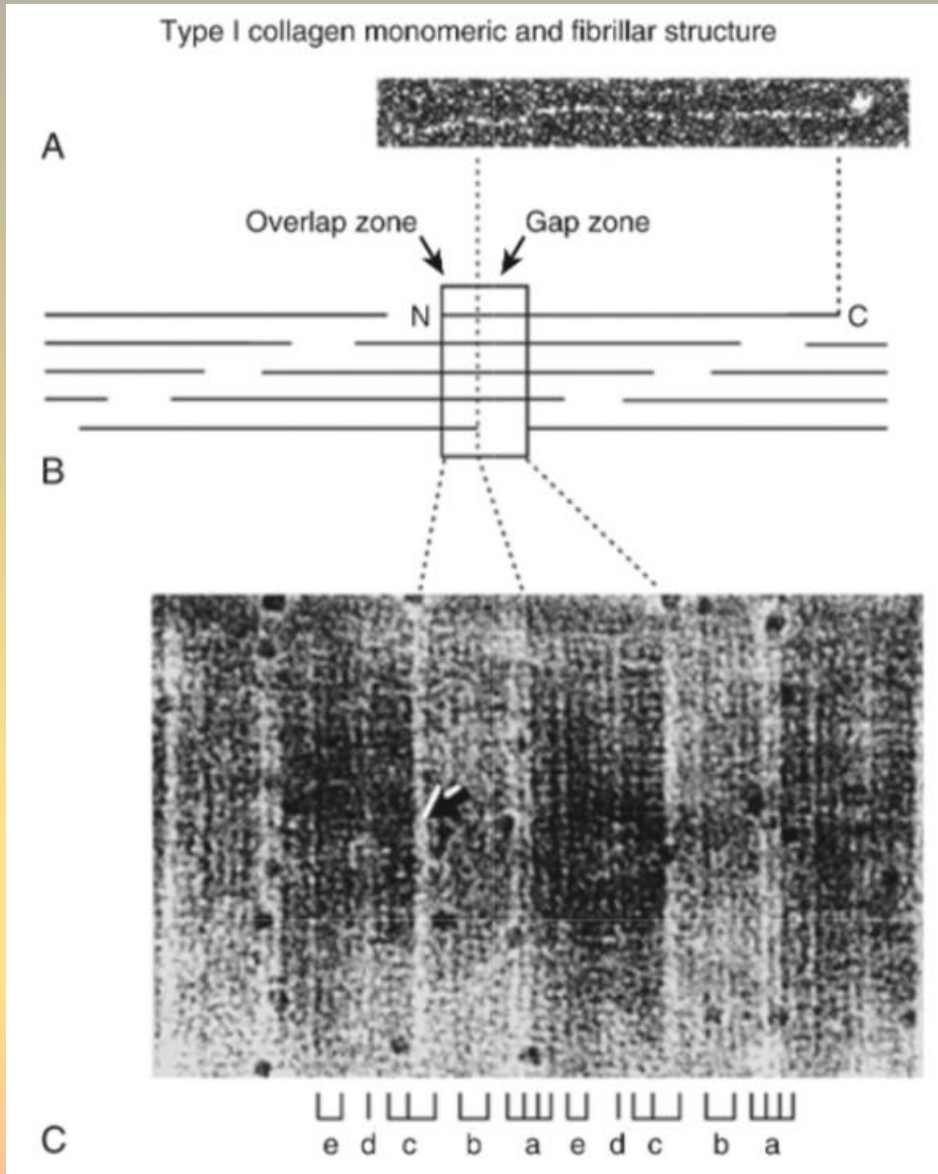 Type I collagen monomeric and fibrillar structure
A
Overlap zone Gap zone
N C
B
e d c b a e d c b a
C